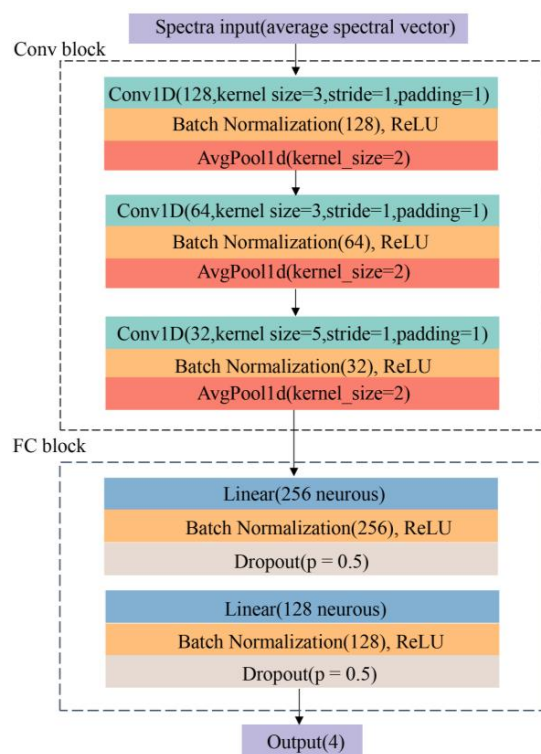 Spectra input(average spectral vector)
Conv block
Conv1D(128,kernel size=3,stride=1,padding=1)
Batch Normalization(128), ReLU
AvgPool1d(kernel_size=2)
Conv1D(64,kernel size=3,stride=1,padding=1)
Batch Normalization(64), ReLU
AvgPool1d(kernel_size=2)
Conv1D(32,kernel size=5,stride=1,padding=1)
Batch Normalization(32), ReLU
AvgPool1d(kernel_size=2)
FC block
Linear(256 neurous)
Batch Normalization(256), ReLU
Dropout(p = 0.5)
Linear(128 neurous)
Batch Normalization(128), ReLU
Dropout(p = 0.5)
Output(4)